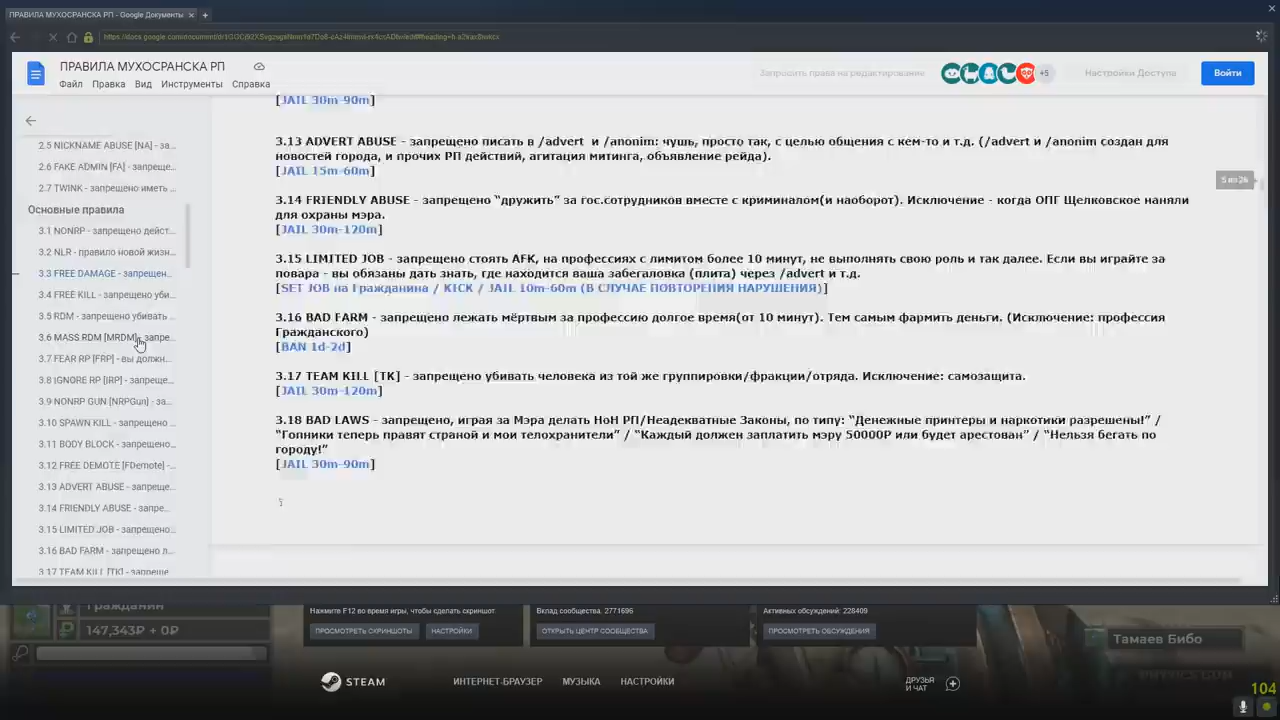 ПРАВИЛА МУХОСРАНСКА РП - Google Документы
ПРАВИЛА МУХОСРАНСКА РП
Запрошить права на редактирование
+5
Настройки Доступа
Войти
Файл Правка Вид Инструменты Справка
[JAIL 30m-90m]
3.13 ADVERT ABUSE - запрещено писать в /advert и /anonim: чушь, просто так, с целью общения с кем-то и т.д. (/advert и /anonim создан для
новостей города, и прочих РП действий, агитация митинга, объявление рейда).
[JAIL 15m-60m]
3.14 FRIENDLY ABUSE - запрещено “дружить” за гос.сотрудников вместе с криминалом(и наоборот). Исключение - когда ОПГ Щелковское наняли
для охраны мэра.
[JAIL 30m-120m]
3.15 LIMITED JOB - запрещено стоять AFK, на профессиях с лимитом более 10 минут, не выполнять свою роль и так далее. Если вы играйте за
повара - вы обязаны дать знать, где находится ваша забегаловка (плита) через /advert и т.д.
[SET JOB на Гражданина / KICK / JAIL 10m-60m (В СЛУЧАЕ ПОВТОРЕНИЯ НАРУШЕНИЯ)]
3.16 BAD FARM - запрещено лежать мёртвым за профессию долгое время(от 10 минут). Тем самым фармить деньги. (Исключение: профессия
Гражданского)
[BAN 1d-2d]
3.17 TEAM KILL [TK] - запрещено убивать человека из той же группировки/фракции/отряда. Исключение: самозащита.
[JAIL 30m-120m]
3.18 BAD LAWS - запрещено, играя за Мэра делать НоН РП/Неадекватные Законы, по типу: “Денежные принтеры и наркотики разрешены!” /
“Гопники теперь правят страной и мои телохранители” / “Каждый должен заплатить мэру 50000Р или будет арестован” / “Нельзя бегать по
городу!”
[JAIL 30m-90m]
5 из 26
2.5 NICKNAME ABUSE [NA] - за...
2.6 FAKE ADMIN [FA] - запреще...
2.7 TWINK - запрещено иметь ...
Основные правила
3.1 NONRP - запрещено дейст...
3.2 NLR - правило новой жизн...
3.3 FREE DAMAGE - запрещен...
3.4 FREE KILL - запрещено уби...
3.5 RDM - запрещено убивать ...
3.6 MASS RDM [MRDM] - запре...
3.7 FEAR RP [FRP] - вы должн...
3.8 IGNORE RP [IRP] - запреще...
3.9 NONRP GUN [NRPGun] - за...
3.10 SPAWN KILL - запрещено ...
3.11 BODY BLOCK - запрещено...
3.12 FREE DEMOTE [FDemote] -...
3.13 ADVERT ABUSE - запреще...
3.14 FRIENDLY ABUSE - запре...
3.15 LIMITED JOB - запрещено...
3.16 BAD FARM - запрещено л...
3.17 TEAM KILL [TK] - запреще...
Гражданин
147,343₽ + 0₽
Нажмите F12 во время игры, чтобы сделать скриншот
ПРОСМОТРЕТЬ СКРИНШОТЫ НАСТРОЙКИ
Вклад сообщества: 2771696
ОТКРЫТЬ ЦЕНТР СООБЩЕСТВА
Активных обсуждений: 228409
ПРОСМОТРЕТЬ ОБСУЖДЕНИЯ
Тамаев Бибо
STEAM
ИНТЕРНЕТ-БРАУЗЕР МУЗЫКА НАСТРОЙКИ
ДРУЗЬЯ
И ЧАТ
104